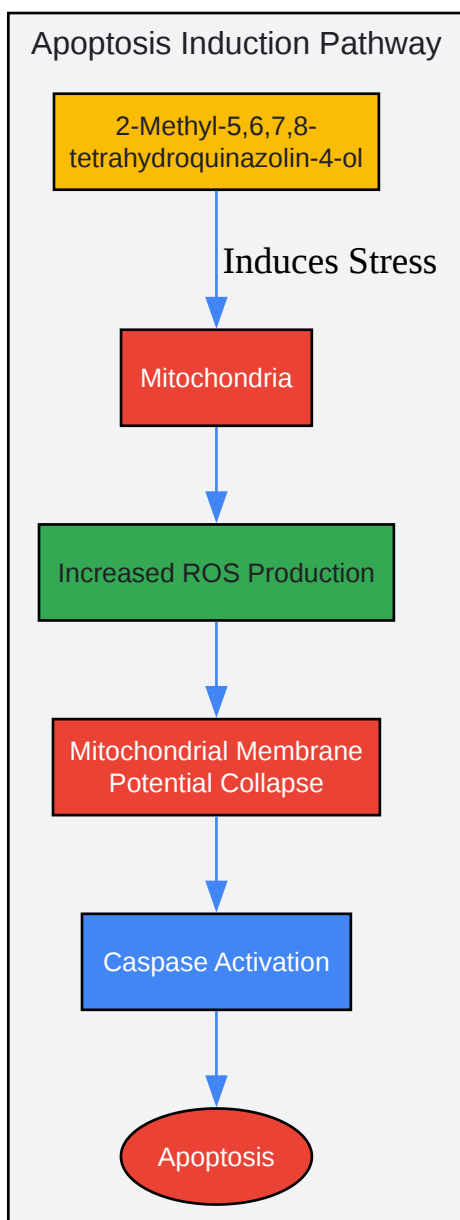 Apoptosis Induction Pathway
2-Methyl-5,6,7,8-
tetrahydroquinazolin-4-ol
Induces Stress
Mitochondria
Increased ROS Production
Mitochondrial Membrane
Potential Collapse
Caspase Activation
Apoptosis